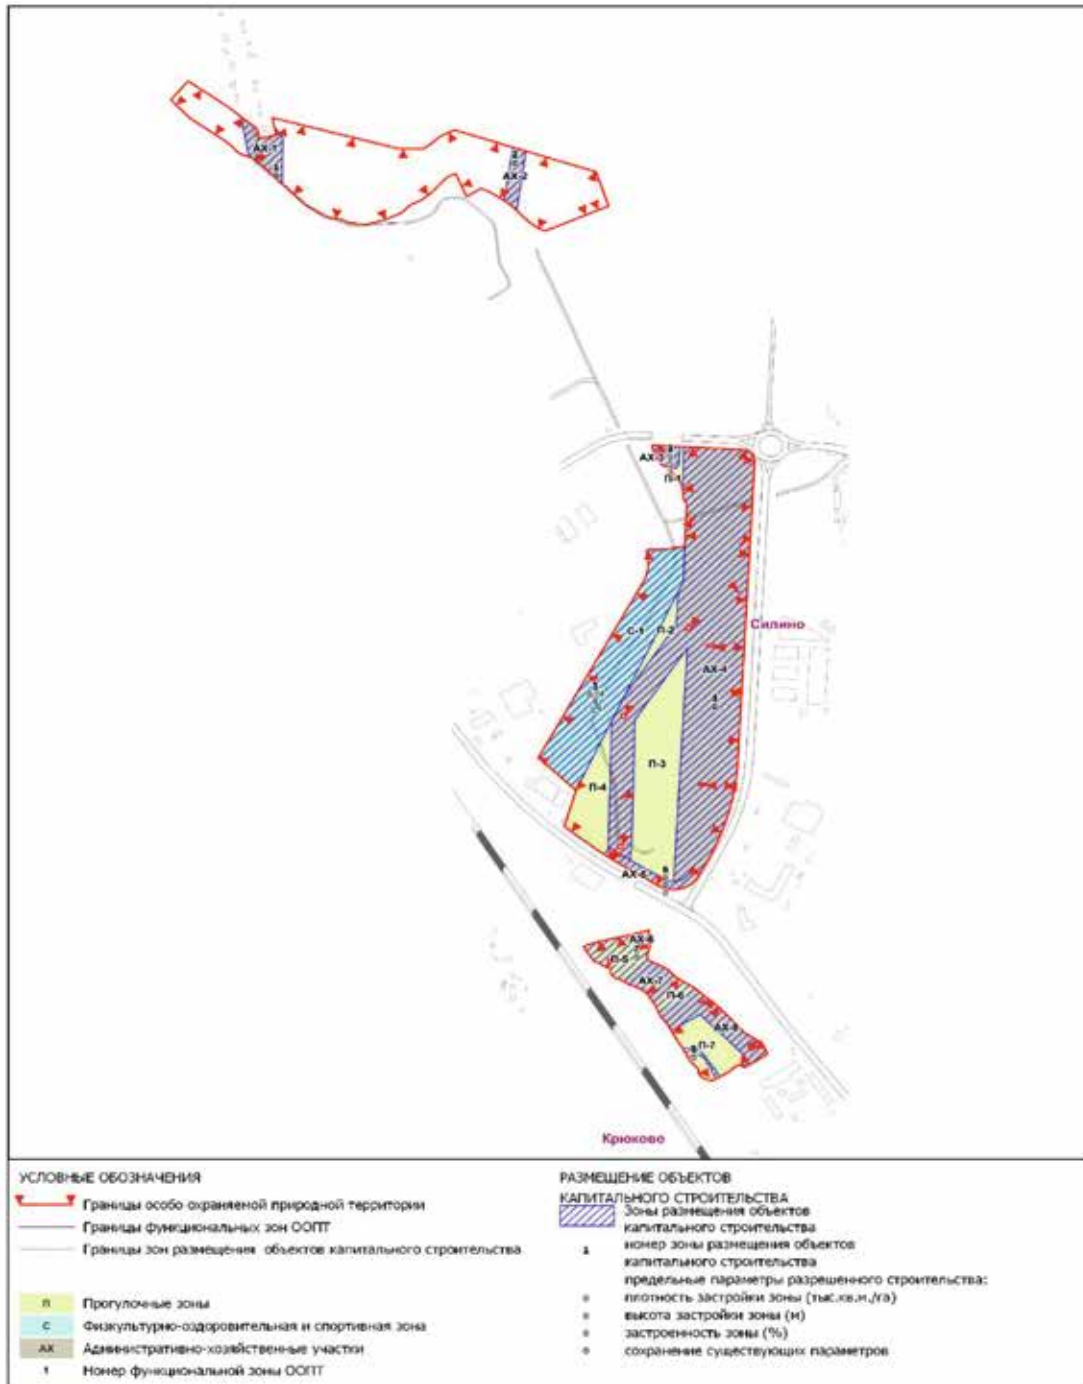 АХ-1
АХ-2
АХ-3
П-1
С-1
П-2
Силино
АХ-4
П-3
П-4
АХ-5
АХ-6
П-5
АХ-7
П-6
АХ-8
П-7
Крюково
УСЛОВНЫЕ ОБОЗНАЧЕНИЯ
Границы особо охраняемой природной территории
Границы функциональных зон ООПТ
Границы зон размещения объектов капитального строительства
П Прогулочные зоны
С Физкультурно-оздоровительная и спортивная зона
АХ Административно-хозяйственные участки
1 Номер функциональной зоны ООПТ
РАЗМЕЩЕНИЕ ОБЪЕКТОВ
КАПИТАЛЬНОГО СТРОИТЕЛЬСТВА
Зоны размещения объектов
капитального строительства
1 номер зоны размещения объектов
капитального строительства
предельные параметры разрешенного строительства:
плотность застройки зоны (тыс.кв.м./га)
высота застройки зоны (м)
застроенность зоны (%)
сохранение существующих параметров